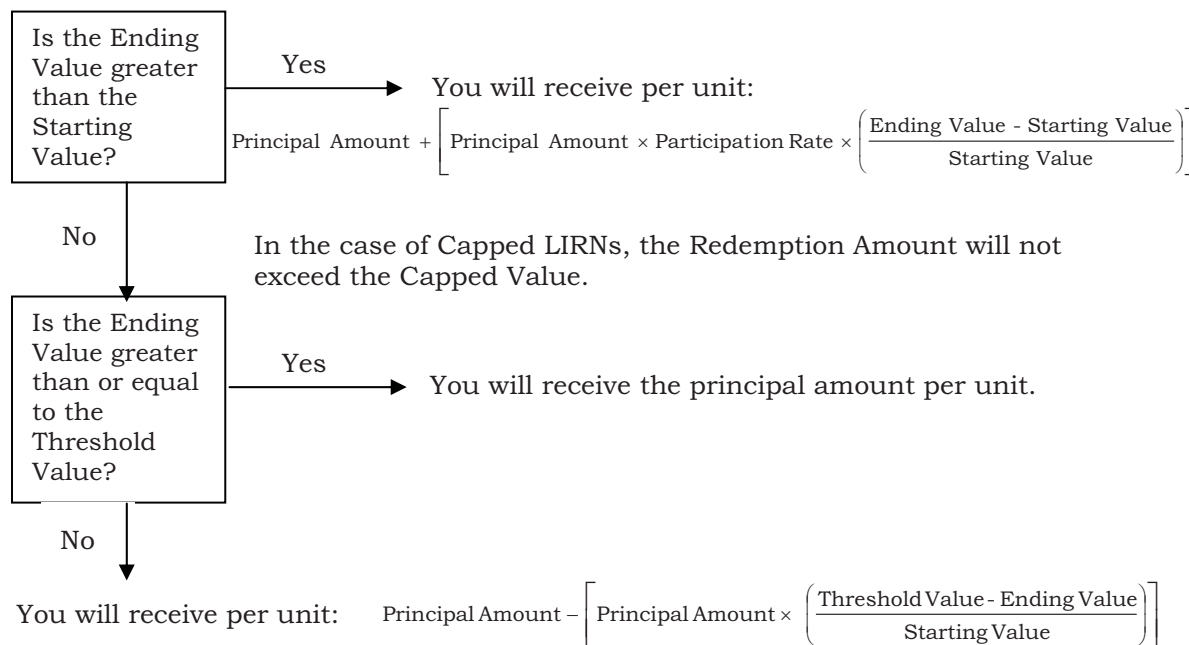 Is the Ending
Value greater
than the
Starting
Value?
Yes
You will receive per unit:
Principal Amount + [Principal Amount × Participation Rate × (Ending Value - Starting Value / Starting Value)]
No
In the case of Capped LIRNs, the Redemption Amount will not
exceed the Capped Value.
Is the Ending
Value greater
than or equal
to the
Threshold
Value?
Yes
You will receive the principal amount per unit.
No
You will receive per unit:
Principal Amount – [Principal Amount × (Threshold Value - Ending Value / Starting Value)]